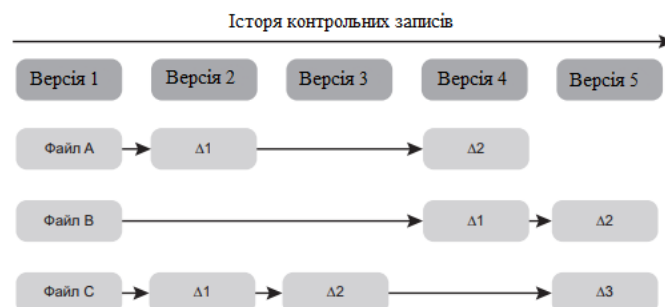 Історя контрольних записів
Версія 1 Версія 2 Версія 3 Версія 4 Версія 5
Файл A Δ1 Δ2
Файл B Δ1 Δ2
Файл C Δ1 Δ2 Δ3